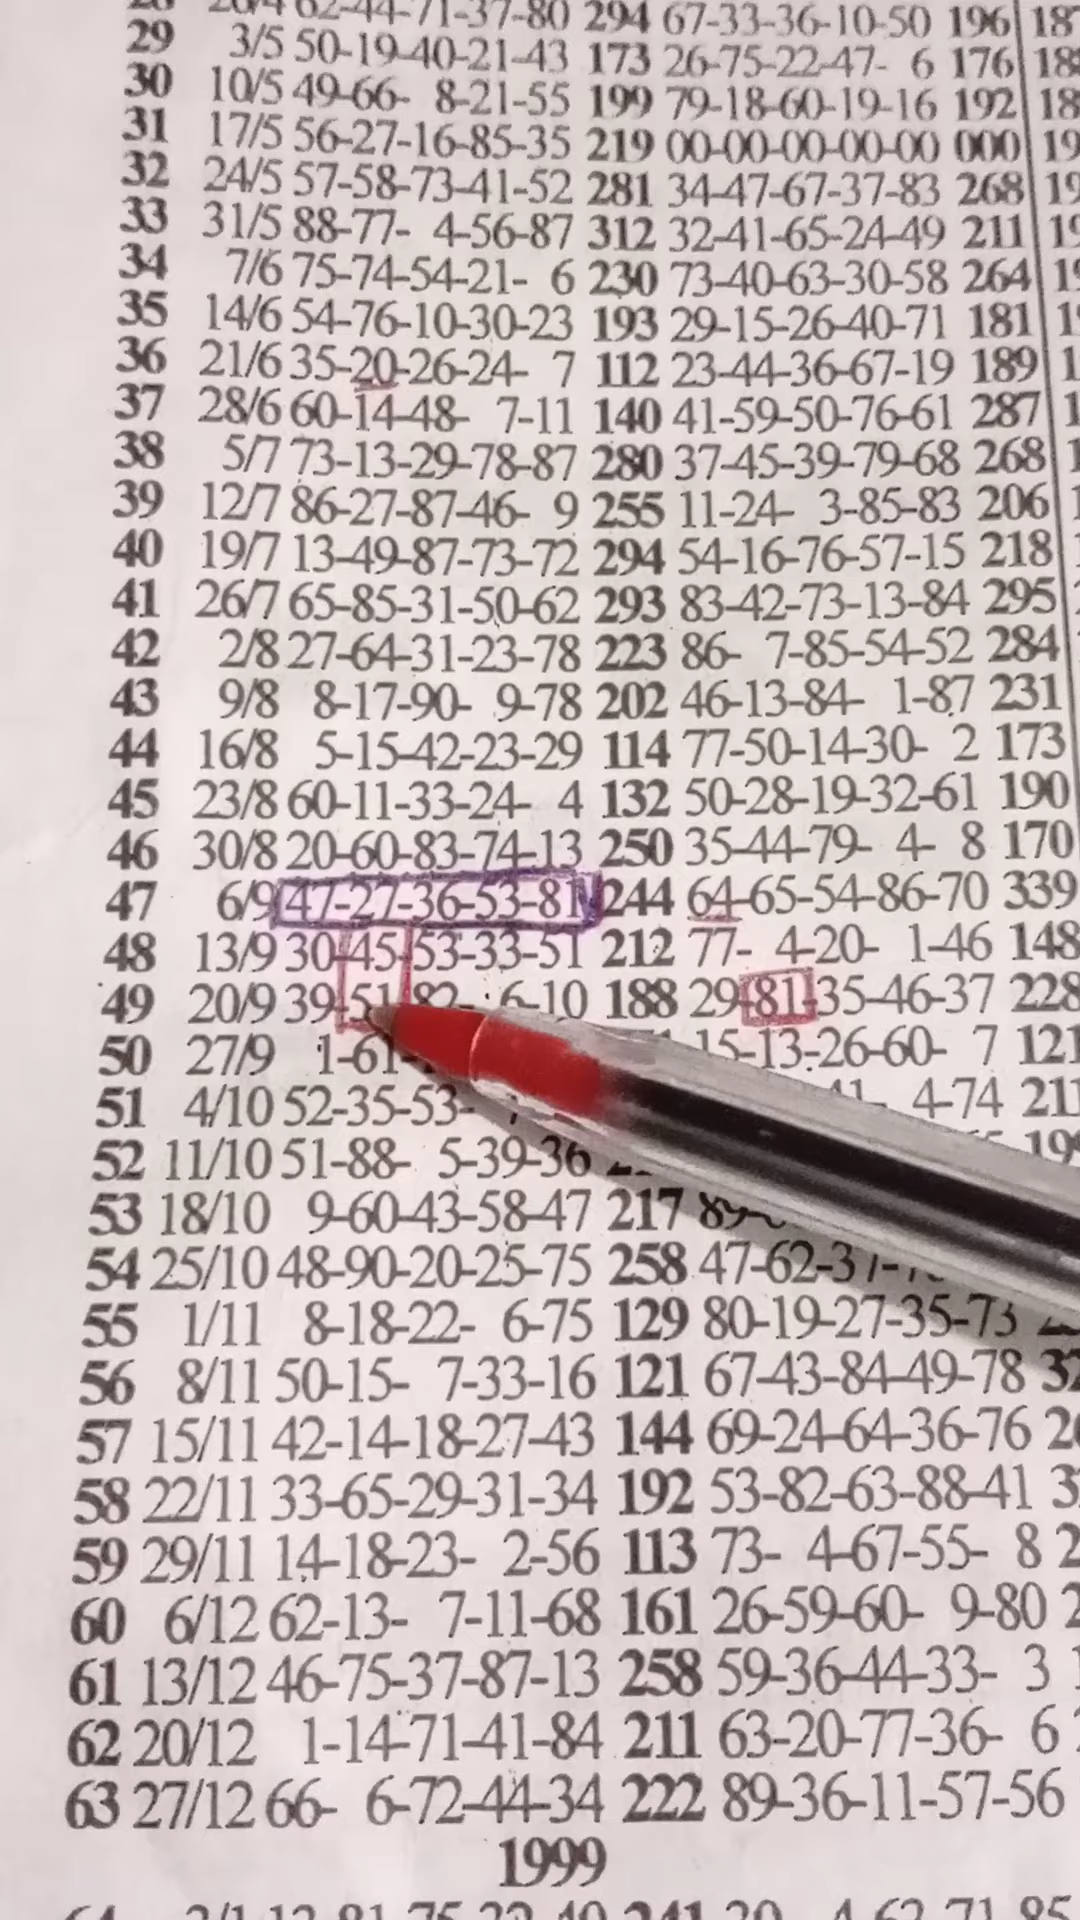 62-44-71-37-80 294 67-33-36-10-50 196
29 3/5 50-19-40-21-43 173 26-75-22-47- 6 176
30 10/5 49-66- 8-21-55 199 79-18-60-19-16 192
31 17/5 56-27-16-85-35 219 00-00-00-00-00 000
32 24/5 57-58-73-41-52 281 34-47-67-37-83 268
33 31/5 88-77- 4-56-87 312 32-41-65-24-49 211
34 7/6 75-74-54-21- 6 230 73-40-63-30-58 264
35 14/6 54-76-10-30-23 193 29-15-26-40-71 181
36 21/6 35-20-26-24- 7 112 23-44-36-67-19 189
37 28/6 60-14-48- 7-11 140 41-59-50-76-61 287
38 5/7 73-13-29-78-87 280 37-45-39-79-68 268
39 12/7 86-27-87-46- 9 255 11-24- 3-85-83 206
40 19/7 13-49-87-73-72 294 54-16-76-57-15 218
41 26/7 65-85-31-50-62 293 83-42-73-13-84 295
42 2/8 27-64-31-23-78 223 86- 7-85-54-52 284
43 9/8 8-17-90- 9-78 202 46-13-84- 1-87 231
44 16/8 5-15-42-23-29 114 77-50-14-30- 2 173
45 23/8 60-11-33-24- 4 132 50-28-19-32-61 190
46 30/8 20-60-83-74-13 250 35-44-79- 4- 8 170
47 6/9 47-27-36-53-81 244 64-65-54-86-70 339
48 13/9 30-45-53-33-51 212 77- 4-20- 1-46 148
49 20/9 39-51-82- 6-10 188 29-81-35-46-37 228
50 27/9 1-61- 15-13-26-60- 7 121
51 4/10 52-35-53- 4-74 211
52 11/10 51-88- 5-39-36
53 18/10 9-60-43-58-47 217 89-
54 25/10 48-90-20-25-75 258 47-62-37-
55 1/11 8-18-22- 6-75 129 80-19-27-35-73
56 8/11 50-15- 7-33-16 121 67-43-84-49-78
57 15/11 42-14-18-27-43 144 69-24-64-36-76
58 22/11 33-65-29-31-34 192 53-82-63-88-41
59 29/11 14-18-23- 2-56 113 73- 4-67-55- 8
60 6/12 62-13- 7-11-68 161 26-59-60- 9-80
61 13/12 46-75-37-87-13 258 59-36-44-33- 3
62 20/12 1-14-71-41-84 211 63-20-77-36- 6
63 27/12 66- 6-72-44-34 222 89-36-11-57-56
1999